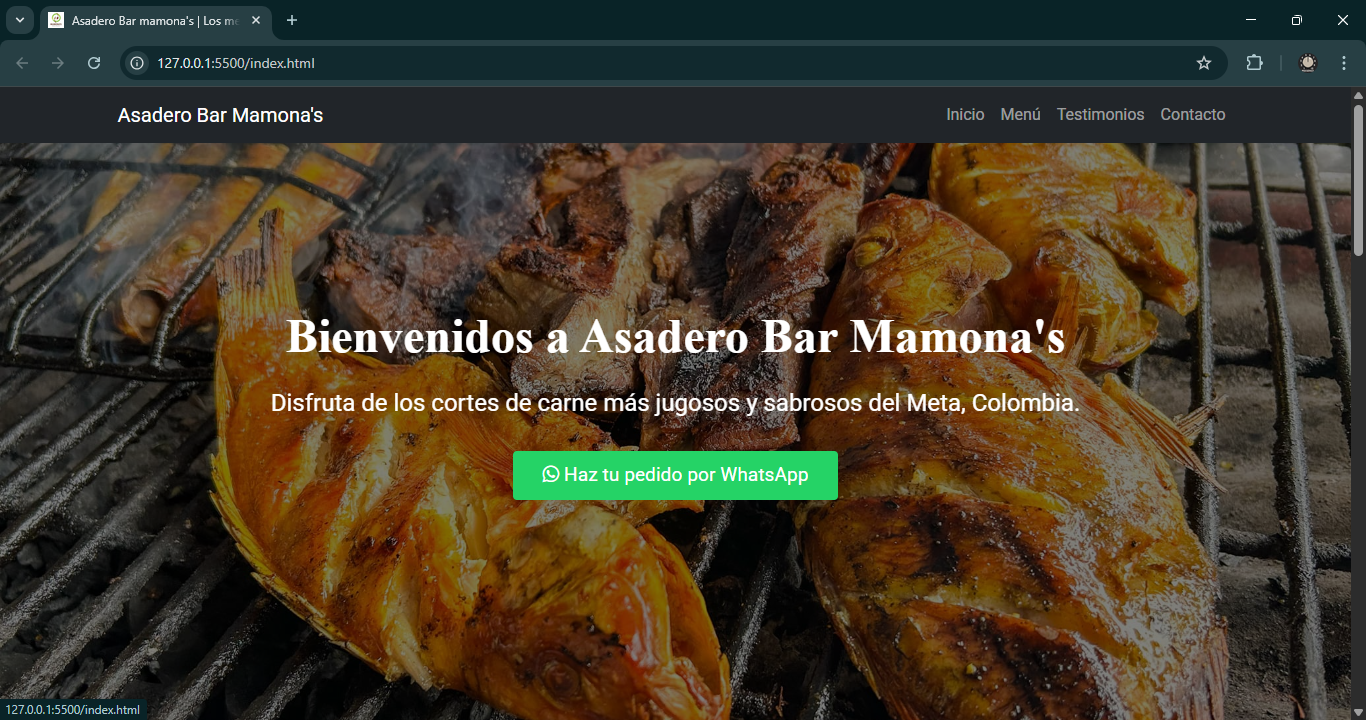 Asadero Bar mamona's | Los me
127.0.0.1:5500/index.html
Asadero Bar Mamona's
Inicio Menú Testimonios Contacto
Bienvenidos a Asadero Bar Mamona's
Disfruta de los cortes de carne más jugosos y sabrosos del Meta, Colombia.
Haz tu pedido por WhatsApp
127.0.0.1:5500/index.html